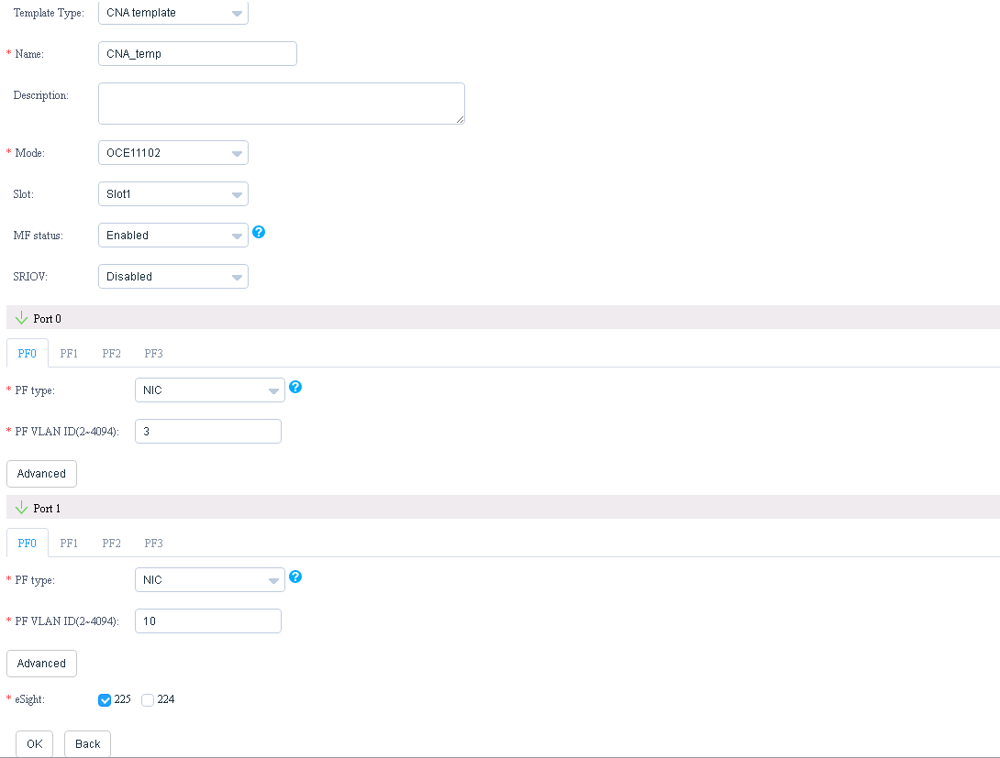 Template Type: CNA template
* Name: CNA_temp
Description:
* Mode: OCE11102
Slot: Slot1
MF status: Enabled ?
SRIOV: Disabled
Port 0
PF0 PF1 PF2 PF3
* PF type: NIC ?
* PF VLAN ID(2~4094): 3
Advanced
Port 1
PF0 PF1 PF2 PF3
* PF type: NIC ?
* PF VLAN ID(2~4094): 10
Advanced
* eSight: 225 224
OK Back